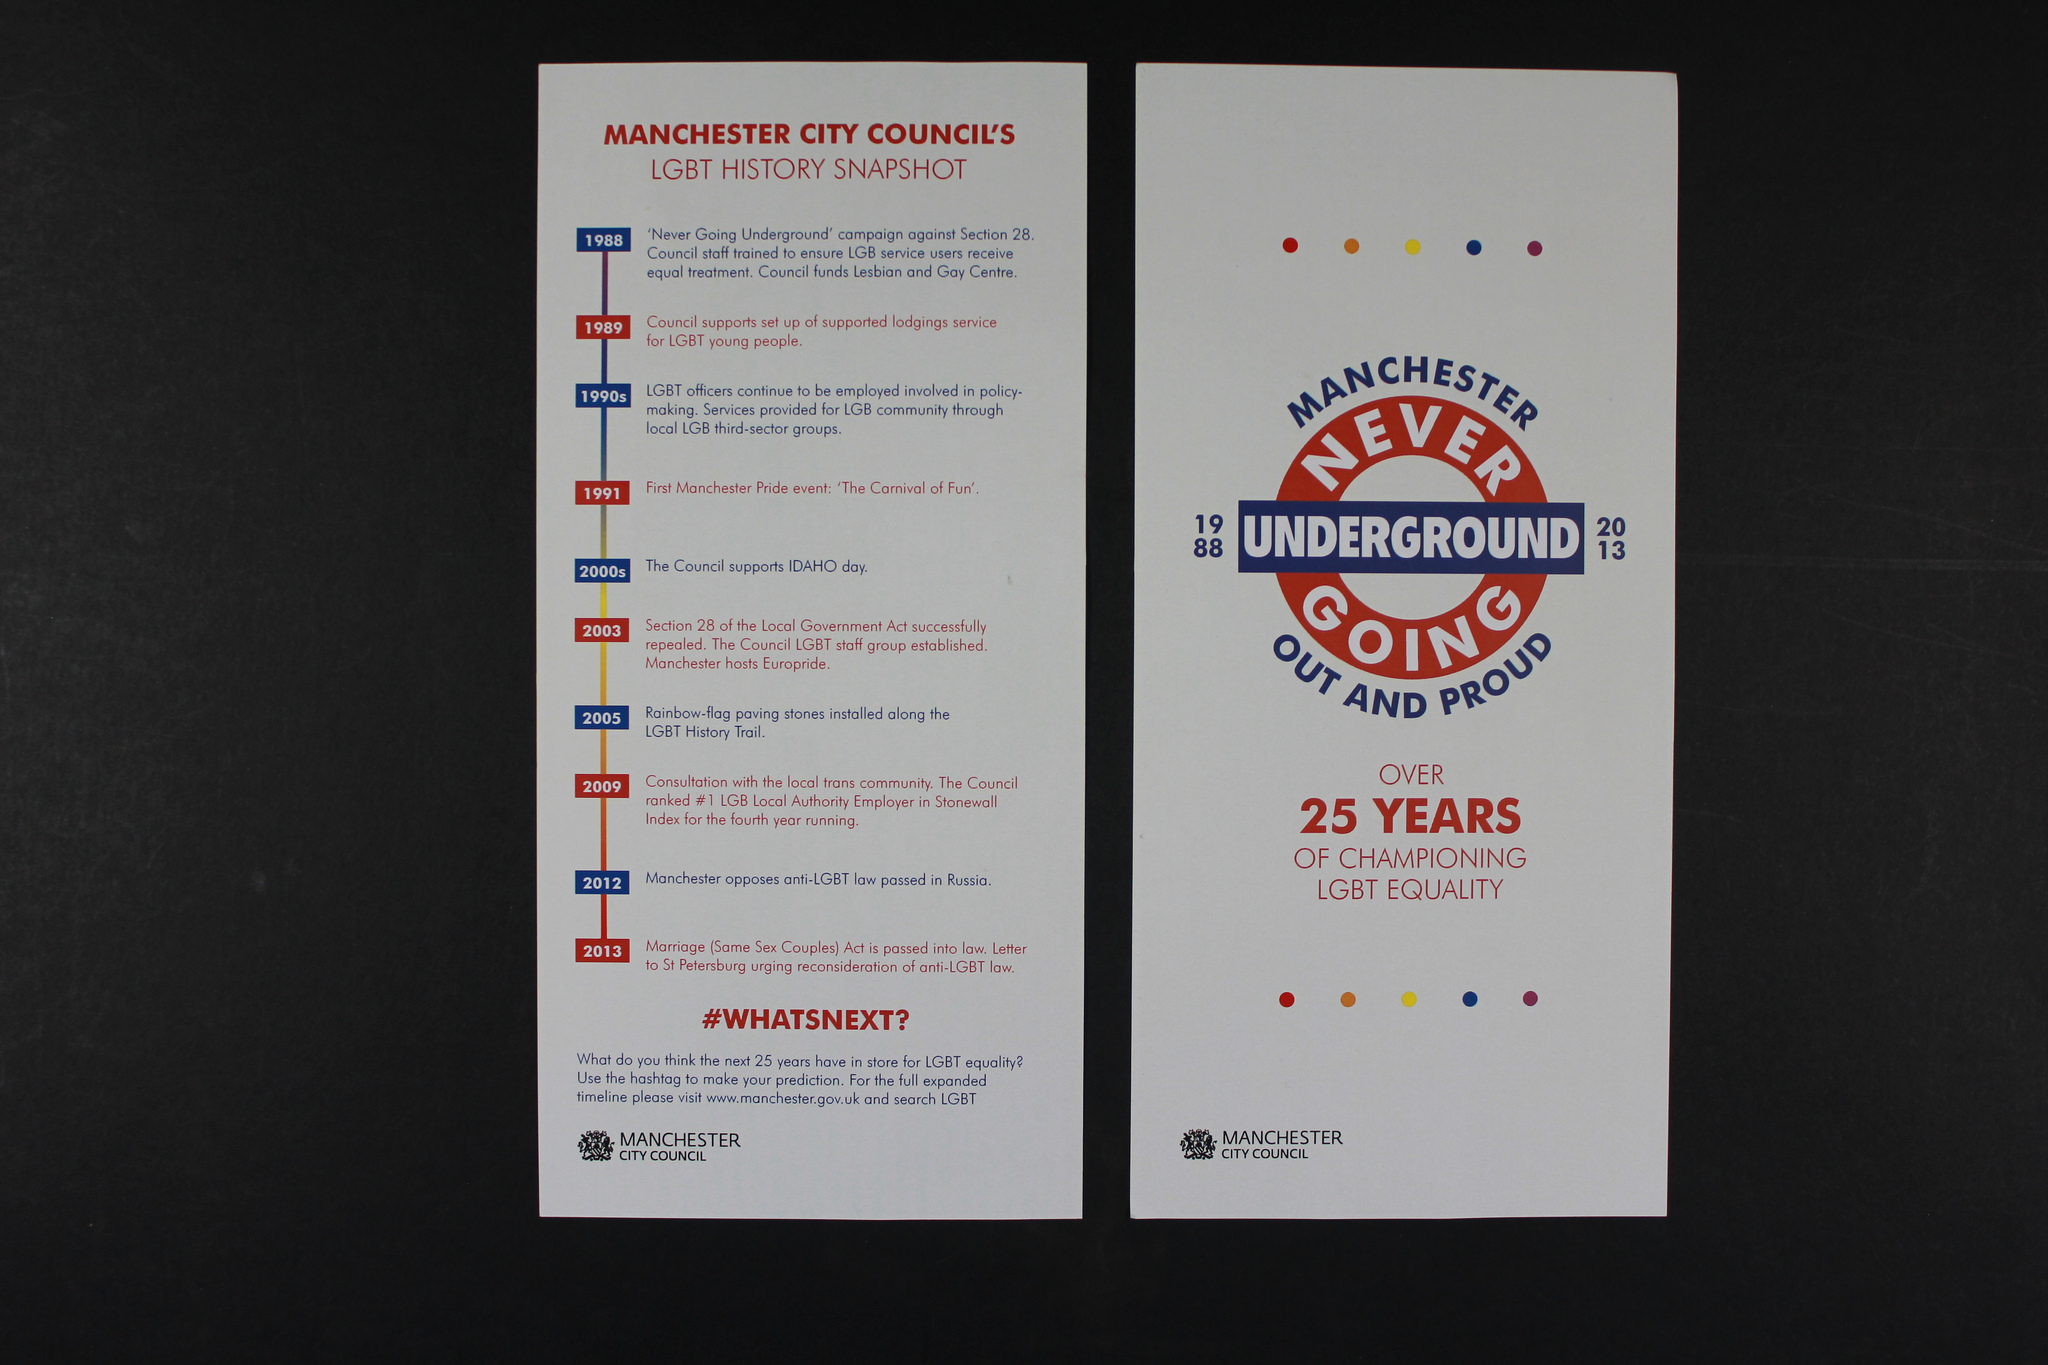 MANCHESTER CITY COUNCIL'S
LGBT HISTORY SNAPSHOT
1988
'Never Going Underground' campaign against Section 28.
Council staff trained to ensure LGB service users receive
equal treatment. Council funds Lesbian and Gay Centre.
1989
Council supports set up of supported lodgings service
for LGBT young people.
1990s
LGBT officers continue to be employed involved in policy-
making. Services provided for LGB community through
local LGB third-sector groups.
1991
First Manchester Pride event: 'The Carnival of Fun'.
2000s
The Council supports IDAHO day.
2003
Section 28 of the Local Government Act successfully
repealed. The Council LGBT staff group established.
Manchester hosts Europride.
2005
Rainbow-flag paving stones installed along the
LGBT History Trail.
2009
Consultation with the local trans community. The Council
ranked #1 LGB Local Authority Employer in Stonewall
Index for the fourth year running.
2012
Manchester opposes anti-LGBT law passed in Russia.
2013
Marriage (Same Sex Couples) Act is passed into law. Letter
to St Petersburg urging reconsideration of anti-LGBT law.
#WHATSNEXT?
What do you think the next 25 years have in store for LGBT equality?
Use the hashtag to make your prediction. For the full expanded
timeline please visit www.manchester.gov.uk and search LGBT
MANCHESTER
CITY COUNCIL
MANCHESTER
NEVER
19
88
UNDERGROUND
20
13
GOING
OUT AND PROUD
OVER
25 YEARS
OF CHAMPIONING
LGBT EQUALITY
MANCHESTER
CITY COUNCIL